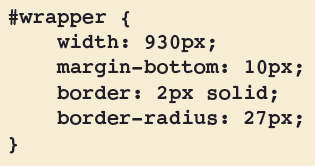 #wrapper {
    width: 930px;
    margin-bottom: 10px;
    border: 2px solid;
    border-radius: 27px;
}